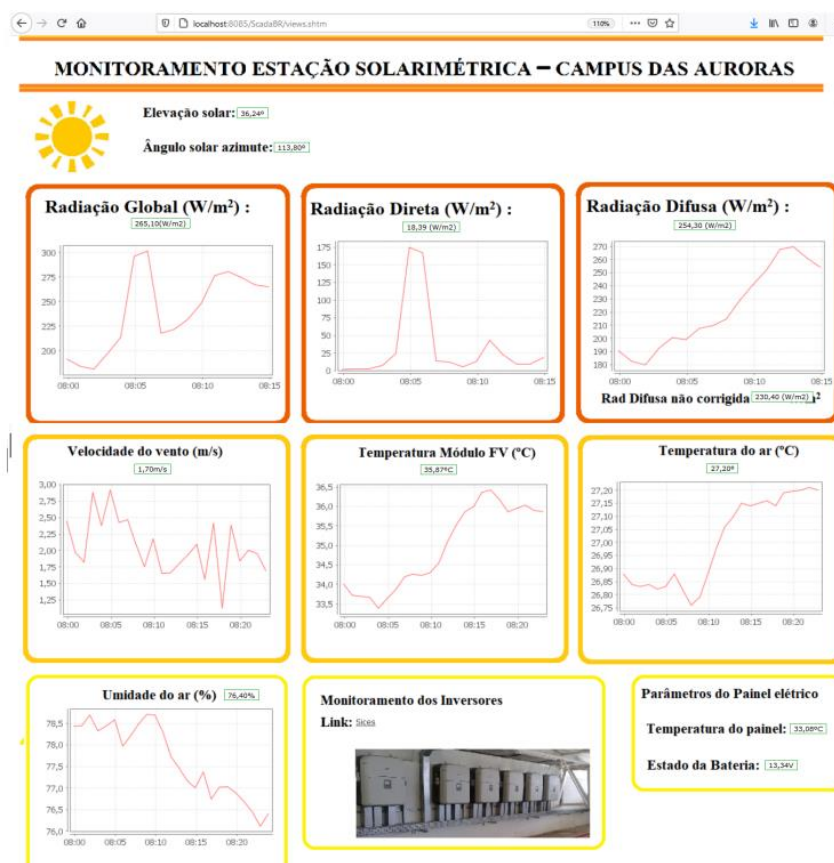 localhost:8085/ScadaBR/views.shtm
110%
MONITORAMENTO ESTAÇÃO SOLARIMÉTRICA – CAMPUS DAS AURORAS
Elevação solar: 36,24º
Ângulo solar azimute: 113,80º
Radiação Global (W/m²) :
265,10(W/m2)
300
275
250
225
200
08:00 08:05 08:10 08:15
Radiação Direta (W/m²) :
18,39 (W/m2)
175
150
125
100
75
50
25
0
08:00 08:05 08:10 08:15
Radiação Difusa (W/m²) :
254,30 (W/m2)
270
260
250
240
230
220
210
200
190
180
08:00 08:05 08:10 08:15
Rad Difusa não corrigida 230,40 (W/m2) m²
Velocidade do vento (m/s)
1,70m/s
3,00
2,75
2,50
2,25
2,00
1,75
1,50
1,25
08:00 08:05 08:10 08:15 08:20
Temperatura Módulo FV (ºC)
35,87ºC
36,5
36,0
35,5
35,0
34,5
34,0
33,5
08:00 08:05 08:10 08:15 08:20
Temperatura do ar (ºC)
27,20º
27,20
27,15
27,10
27,05
27,00
26,95
26,90
26,85
26,80
26,75
08:00 08:05 08:10 08:15 08:20
Umidade do ar (%) 76,40%
78,5
78,0
77,5
77,0
76,5
76,0
08:00 08:05 08:10 08:15 08:20
Monitoramento dos Inversores
Link: Sices
Parâmetros do Painel elétrico
Temperatura do painel: 33,08ºC
Estado da Bateria: 13,34V